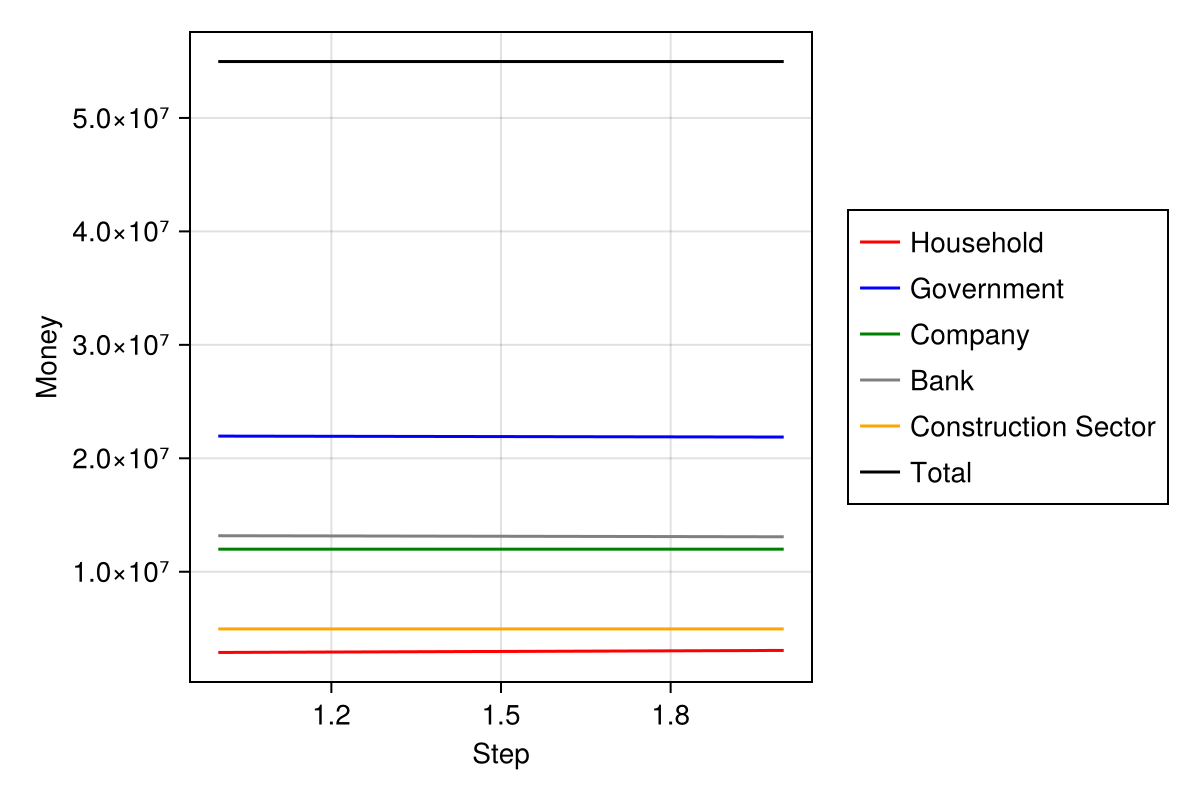 5.0×10⁷
4.0×10⁷
3.0×10⁷
2.0×10⁷
1.0×10⁷
Money
1.2
1.5
1.8
Step
Household
Government
Company
Bank
Construction Sector
Total